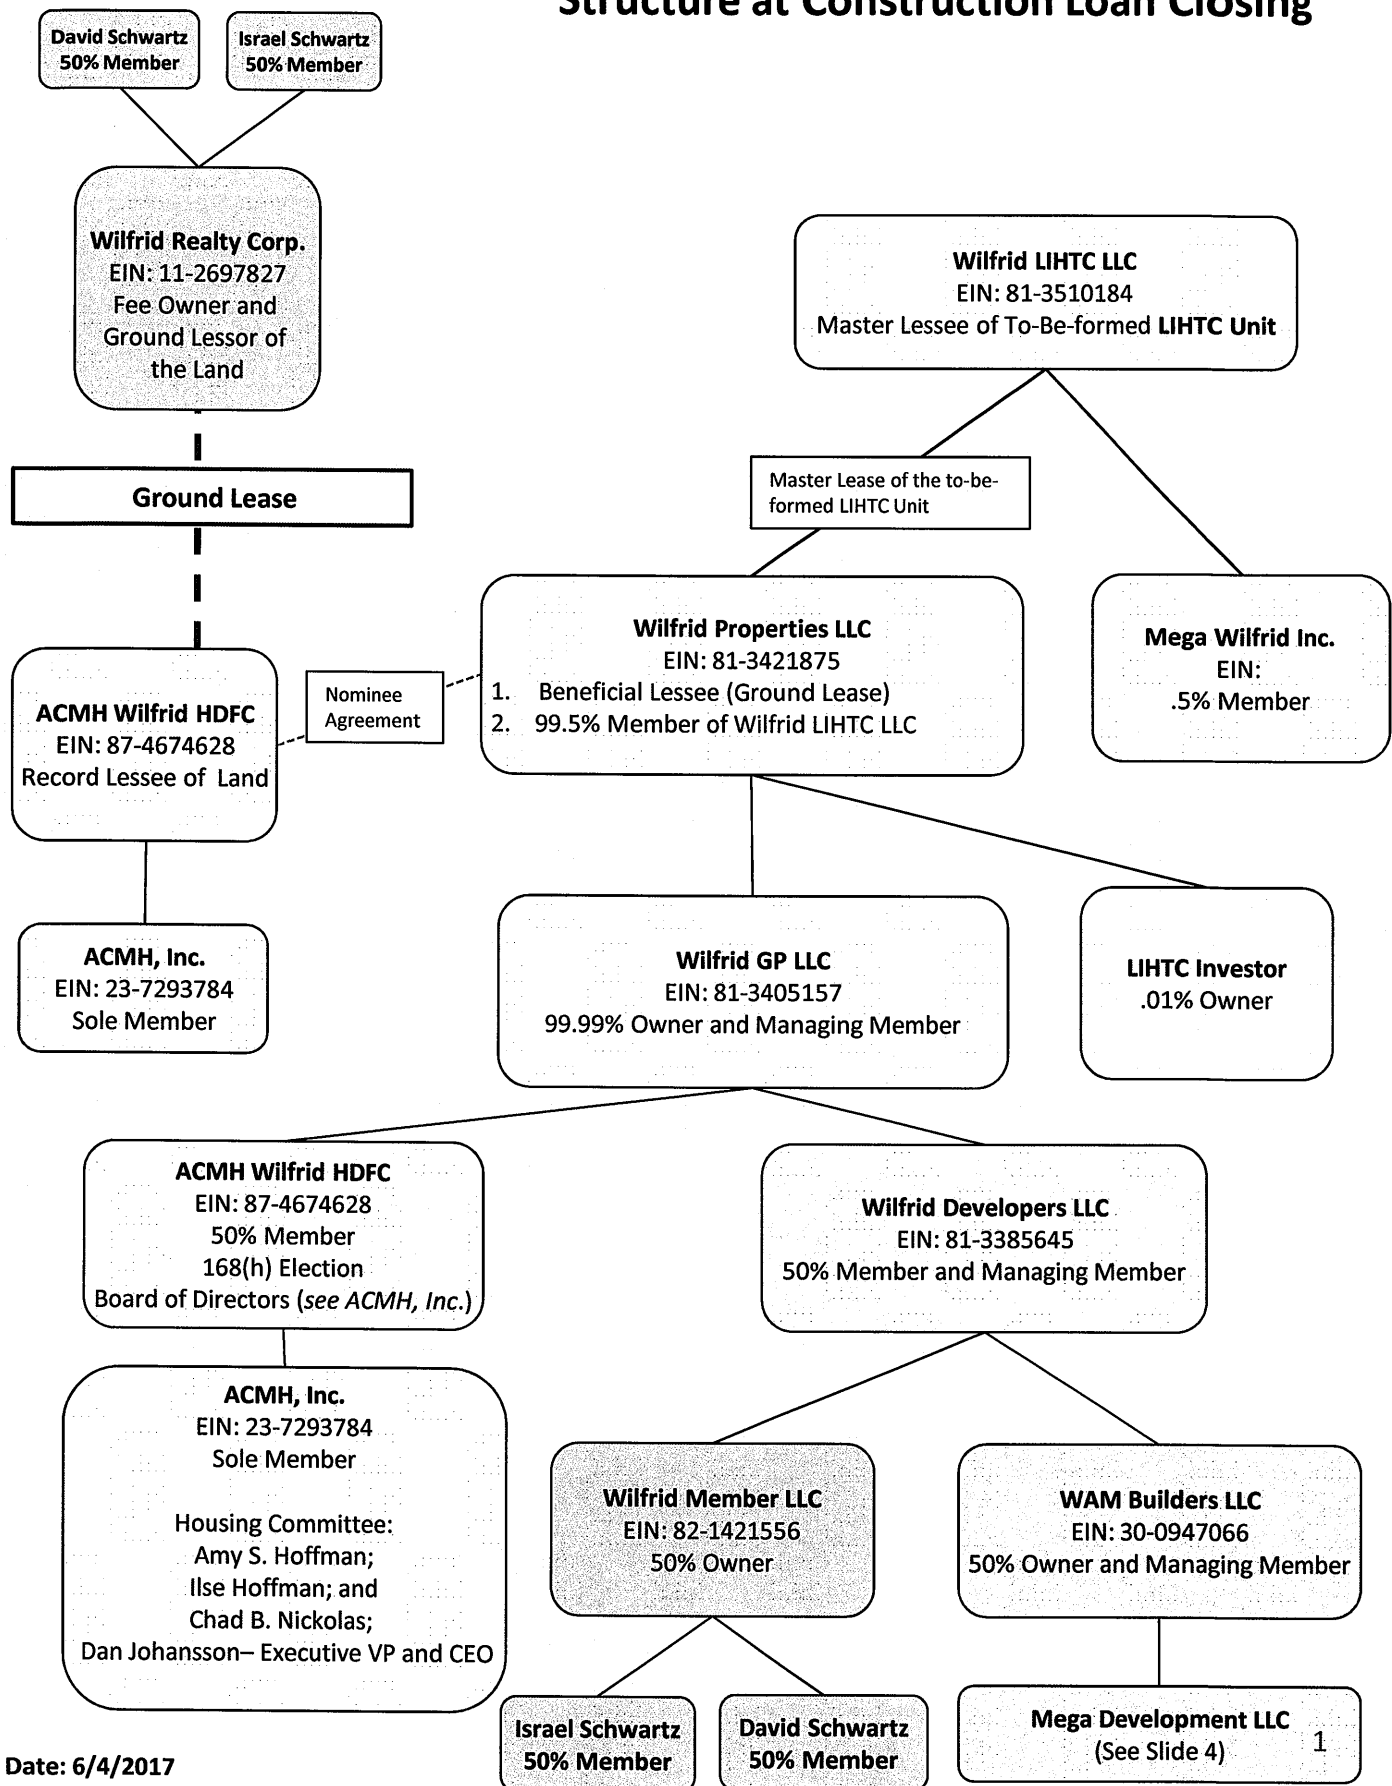 Structure at Construction Loan Closing
David Schwartz
50% Member
Israel Schwartz
50% Member
Wilfrid Realty Corp.
EIN: 11-2697827
Fee Owner and
Ground Lessor of
the Land
Wilfrid LIHTC LLC
EIN: 81-3510184
Master Lessee of To-Be-formed LIHTC Unit
Ground Lease
Master Lease of the to-be-
formed LIHTC Unit
Wilfrid Properties LLC
EIN: 81-3421875
1. Beneficial Lessee (Ground Lease)
2. 99.5% Member of Wilfrid LIHTC LLC
Mega Wilfrid Inc.
EIN:
.5% Member
Nominee
Agreement
ACMH Wilfrid HDFC
EIN: 87-4674628
Record Lessee of Land
ACMH, Inc.
EIN: 23-7293784
Sole Member
Wilfrid GP LLC
EIN: 81-3405157
99.99% Owner and Managing Member
LIHTC Investor
.01% Owner
ACMH Wilfrid HDFC
EIN: 87-4674628
50% Member
168(h) Election
Board of Directors (see ACMH, Inc.)
Wilfrid Developers LLC
EIN: 81-3385645
50% Member and Managing Member
ACMH, Inc.
EIN: 23-7293784
Sole Member
Housing Committee:
Amy S. Hoffman;
Ilse Hoffman; and
Chad B. Nickolas;
Dan Johansson– Executive VP and CEO
Wilfrid Member LLC
EIN: 82-1421556
50% Owner
WAM Builders LLC
EIN: 30-0947066
50% Owner and Managing Member
Israel Schwartz
50% Member
David Schwartz
50% Member
Mega Development LLC
(See Slide 4)
1
Date: 6/4/2017